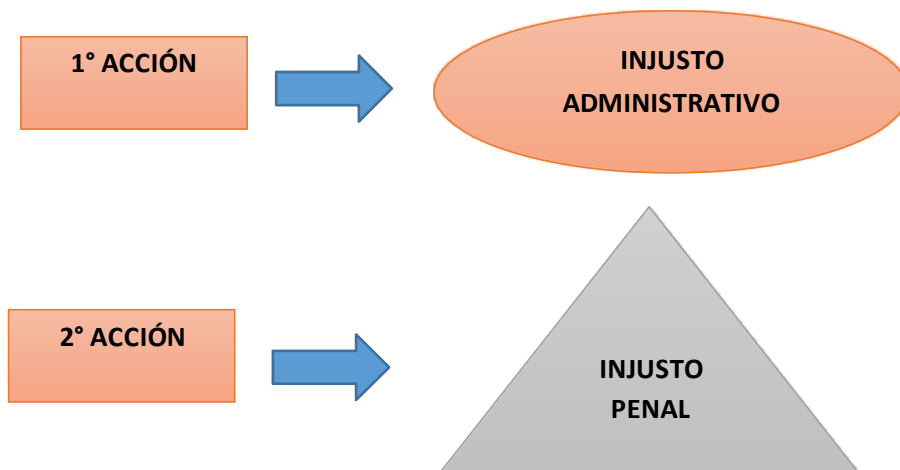 1° ACCIÓN
INJUSTO
ADMINISTRATIVO
2° ACCIÓN
INJUSTO
PENAL